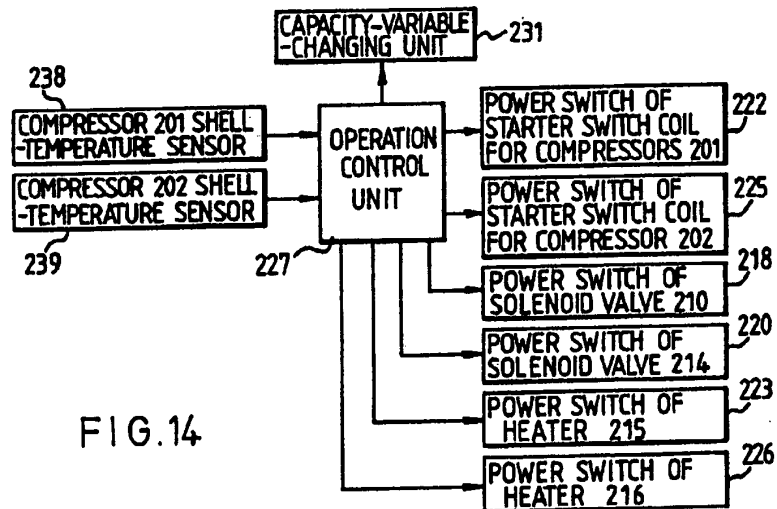 CAPACITY-VARIABLE
-CHANGING UNIT
231
238
COMPRESSOR 201 SHELL
-TEMPERATURE SENSOR
COMPRESSOR 202 SHELL
-TEMPERATURE SENSOR
239
OPERATION
CONTROL
UNIT
227
POWER SWITCH OF
STARTER SWITCH COIL
FOR COMPRESSORS 201
222
POWER SWITCH OF
STARTER SWITCH COIL
FOR COMPRESSOR 202
225
POWER SWITCH OF
SOLENOID VALVE 210
218
POWER SWITCH OF
SOLENOID VALVE 214
220
POWER SWITCH OF
HEATER 215
223
POWER SWITCH OF
HEATER 216
226
FIG.14